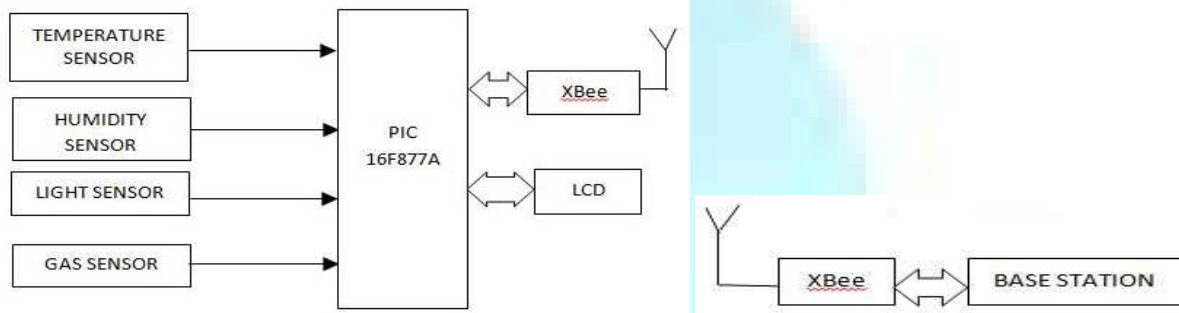 TEMPERATURE
SENSOR
HUMIDITY
SENSOR
LIGHT SENSOR
GAS SENSOR
PIC
16F877A
XBee
LCD
XBee
BASE STATION